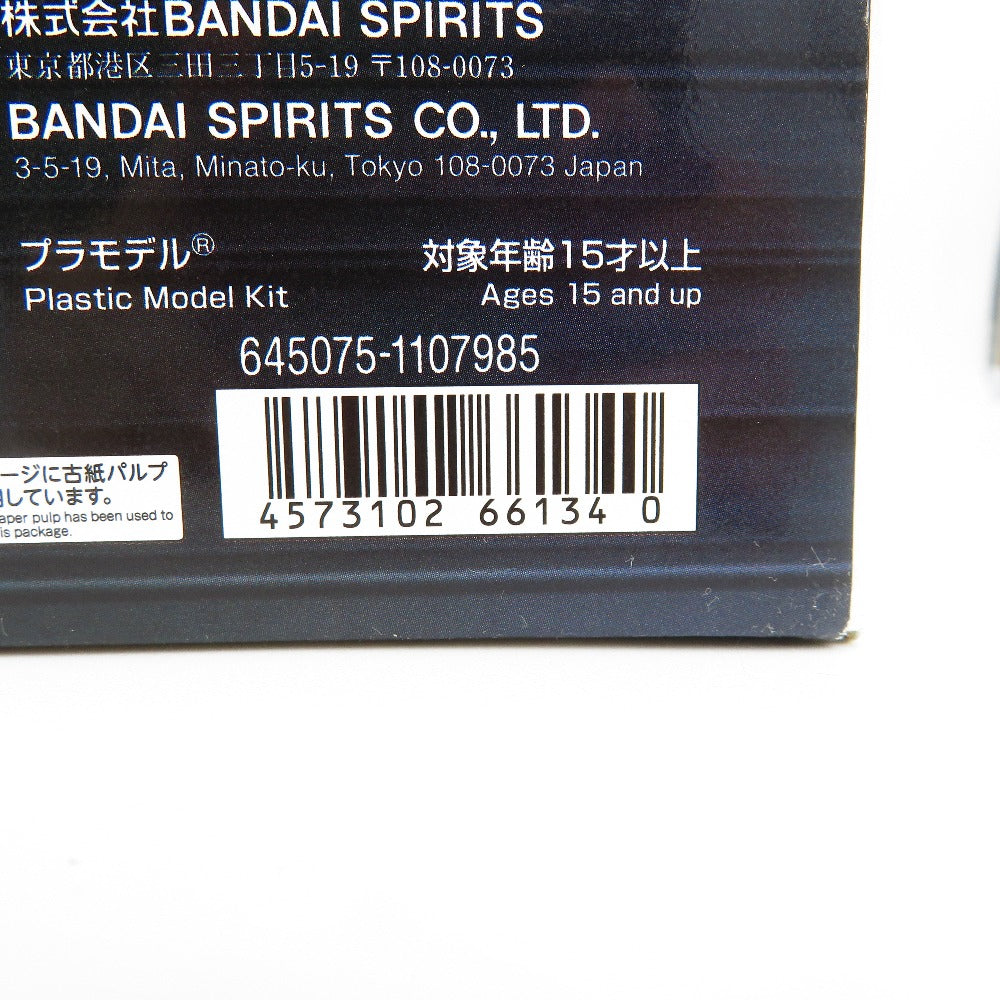 株式会社BANDAI SPIRITS
東京都港区三田三丁目5-19 〒108-0073
BANDAI SPIRITS CO., LTD.
3-5-19, Mita, Minato-ku, Tokyo 108-0073 Japan
プラモデル®
対象年齢15才以上
Plastic Model Kit
Ages 15 and up
645075-1107985
ージに古紙パルプ
しています。
aper pulp has been used to
is package.
4573102 66134 0